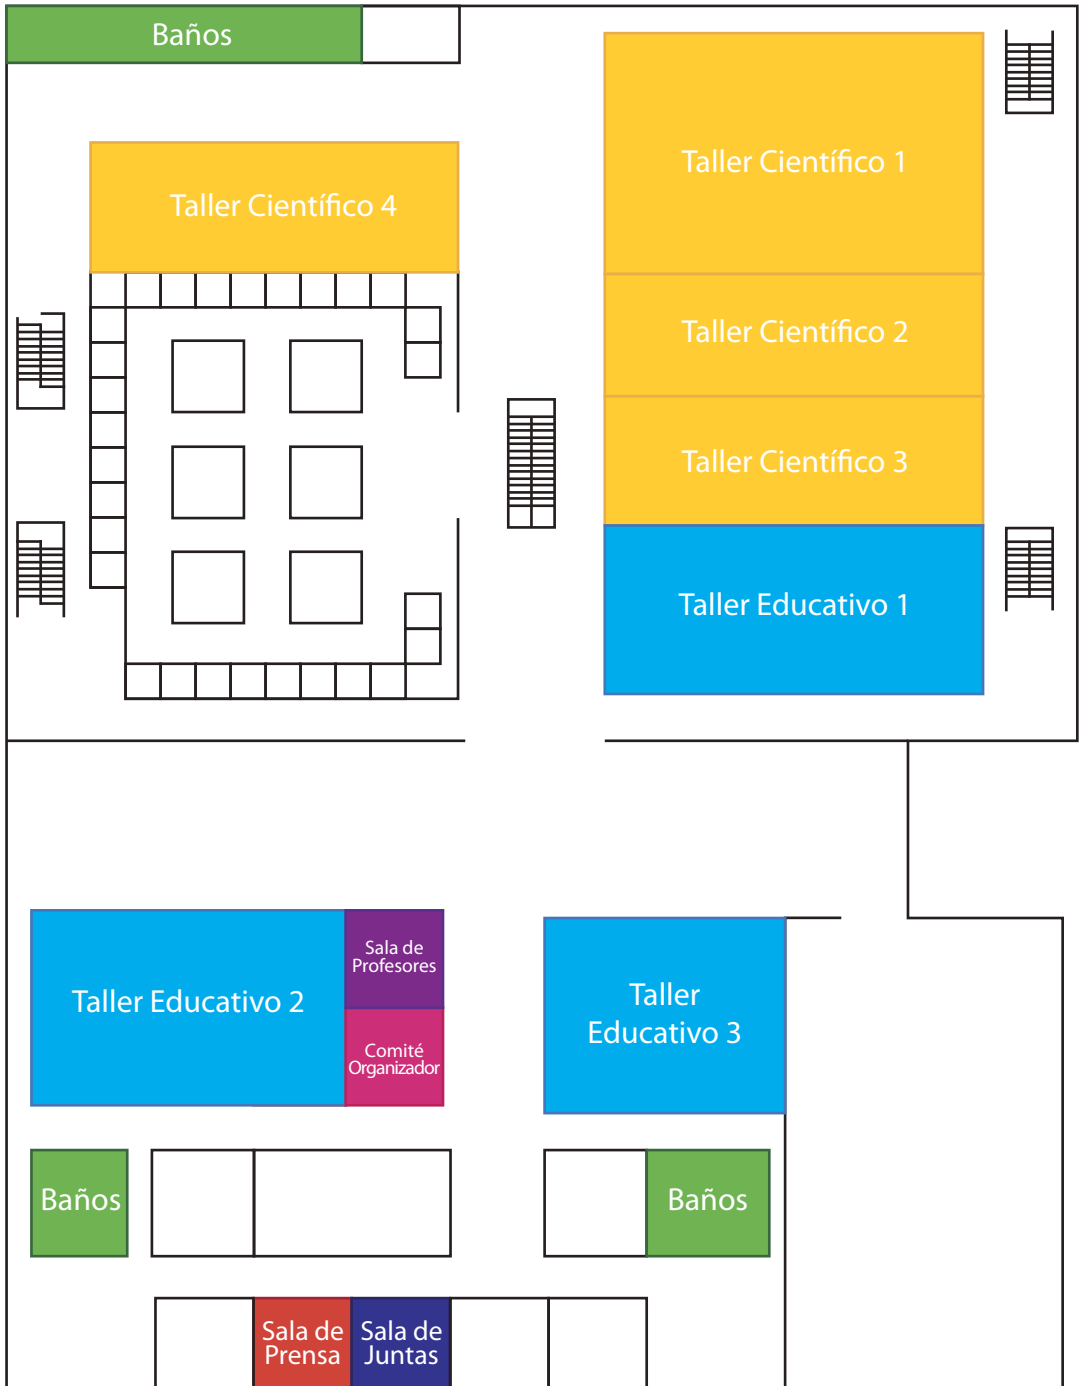 Baños
Taller Científico 1
Taller Científico 4
Taller Científico 2
Taller Científico 3
Taller Educativo 1
Taller Educativo 2
Sala de
Profesores
Comité
Organizador
Taller
Educativo 3
Baños
Baños
Sala de
Prensa
Sala de
Juntas